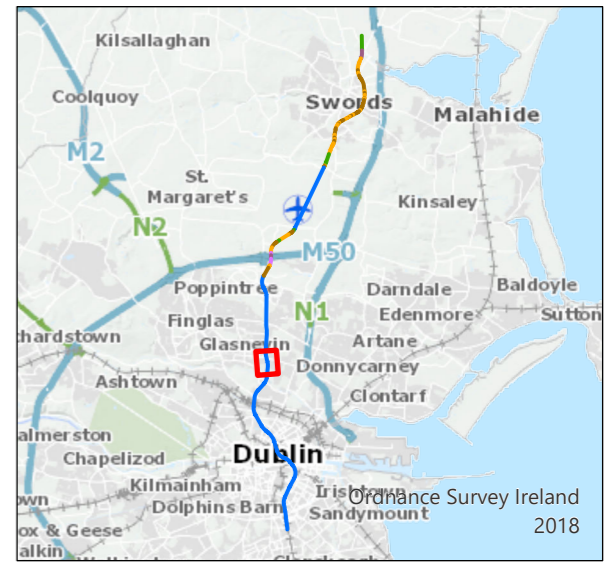 Kilsallaghan
Coolquoy
Swords
Malahide
M2
St.
Margaret's
Kinsaley
N2
M50
Poppintree
Darndale
Baldoyle
N1
Finglas
Edenmore
Sutton
chardstown
Glasnevin
Artane
Donnycarney
Ashtown
Clontarf
almerston
Dublin
Chapelizod
Kilmainham
Irishtown
Ordnance Survey Ireland
own
Dolphins Barn
Sandymount
2018
ox & Geese
alkin